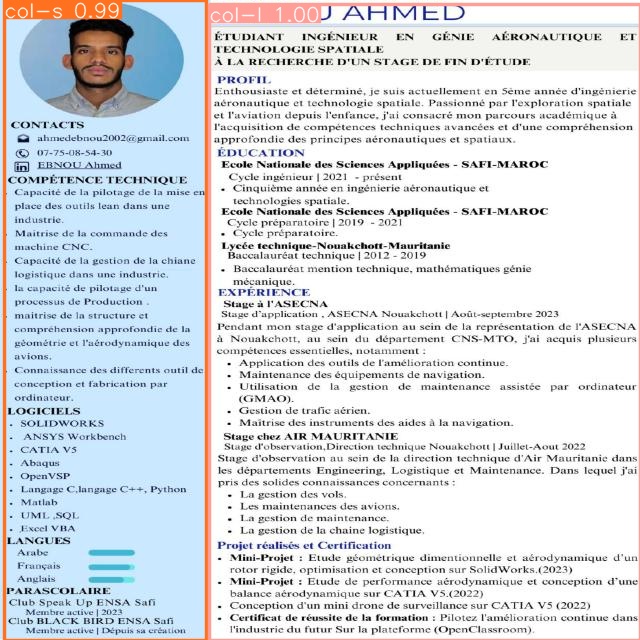 col-s 0.99
CONTACTS
ahmedebnou2002@gmail.com
07-75-08-54-30
EBNOU Ahmed
COMPÉTENCE TECHNIQUE
Capacité de la pilotage de la mise en
place des outils lean dans une
industrie.
Maitrise de la commande des
machine CNC.
Capacité de la gestion de la chiane
logistique dans une industrie.
la capacité de pilotage d'un
processus de Production .
maitrise de la structure et
compréhension approfondie de la
géométrie et l'aérodynamique des
avions.
Connaissance des differents outil de
conception et fabrication par
ordinateur.
LOGICIELS
SOLIDWORKS
ANSYS Workbench
CATIA V5
Abaqus
OpenVSP
Langage C,langage C++, Python
Matlab
UML ,SQL
Excel VBA
LANGUES
Arabe
Français
Anglais
PARASCOLAIRE
Club Speak Up ENSA Safi
Membre active | 2023
Club BLACK BIRD ENSA Safi
Membre active | Dépuis sa création
col-l 1.00
U AHMED
ÉTUDIANT INGÉNIEUR EN GÉNIE AÉRONAUTIQUE ET
TECHNOLOGIE SPATIALE
À LA RECHERCHE D'UN STAGE DE FIN D'ÉTUDE
PROFIL
Enthousiaste et déterminé, je suis actuellement en 5ème année d'ingénierie
aéronautique et technologie spatiale. Passionné par l'exploration spatiale
et l'aviation depuis l'enfance, j'ai consacré mon parcours académique à
l'acquisition de compétences techniques avancées et d'une compréhension
approfondie des principes aéronautiques et spatiaux.
ÉDUCATION
Ecole Nationale des Sciences Appliquées - SAFI-MAROC
Cycle ingénieur | 2021 - présent
Cinquième année en ingénierie aéronautique et
technologies spatiale.
Ecole Nationale des Sciences Appliquées - SAFI-MAROC
Cycle préparatoire | 2019 - 2021
Cycle préparatoire.
Lycée technique-Nouakchott-Mauritanie
Baccalauréat technique | 2012 - 2019
Baccalauréat mention technique, mathématiques génie
mécanique.
EXPÉRIENCE
Stage à l'ASECNA
Stage d'application , ASECNA Nouakchott | Août-septembre 2023
Pendant mon stage d'application au sein de la représentation de l'ASECNA
à Nouakchott, au sein du département CNS-MTO, j'ai acquis plusieurs
compétences essentielles, notamment :
Application des outils de l'amélioration continue.
Maintenance des équipements de navigation.
Utilisation de la gestion de maintenance assistée par ordinateur
(GMAO).
Gestion de trafic aérien.
Maîtrise des instruments des aides à la navigation.
Stage chez AIR MAURITANIE
Stage d'observation,Direction technique Nouakchott | Juillet-Aout 2022
Stage d'observation au sein de la direction technique d'Air Mauritanie dans
les départements Engineering, Logistique et Maintenance. Dans lequel j'ai
pris des solides connaissances concernants :
La gestion des vols.
Les maintenances des avions.
La gestion de maintenance.
La gestion de la chaine logistique.
Projet réalisés et Certification
Mini-Projet : Etude géométrique dimentionnelle et aérodynamique d'un
rotor rigide, optimisation et conception sur SolidWorks.(2023)
Mini-Projet : Etude de performance aérodynamique et conception d'une
balance aérodynamique sur CATIA V5.(2022)
Conception d'un mini drone de surveillance sur CATIA V5 (2022)
Certificat de réussite de la formation : Pilotez l'amélioration continue dans
l'industrie du futur Sur la plateforme (OpenClassroom).